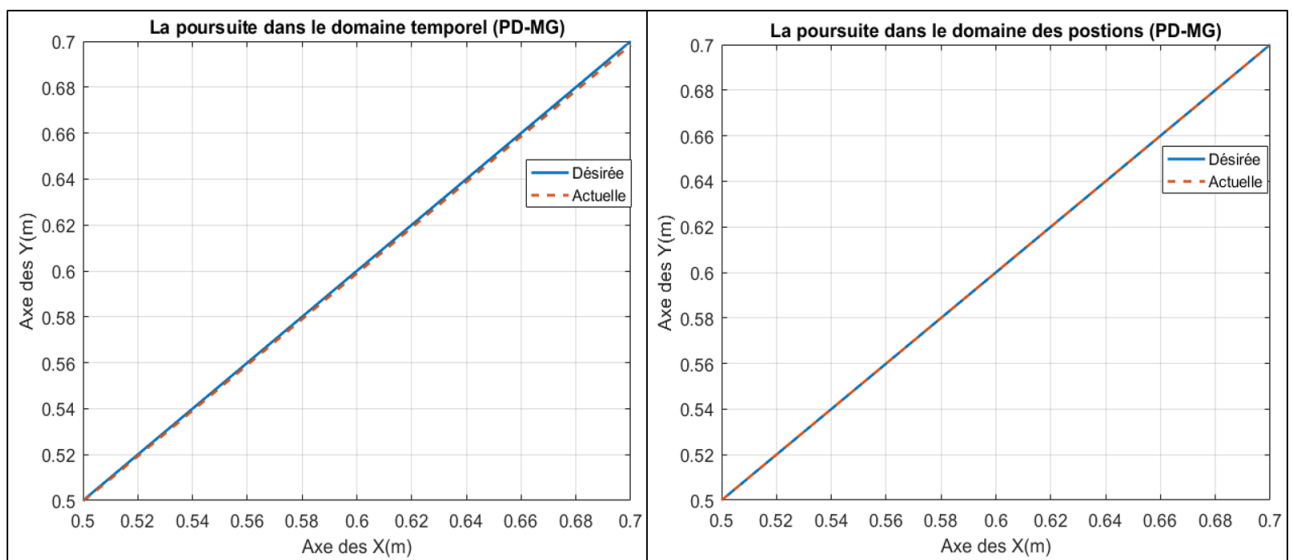 La poursuite dans le domaine temporel (PD-MG)
0.7
0.68
0.66
0.64
0.62
0.6
0.58
0.56
0.54
0.52
0.5
Axe des Y(m)
Désirée
Actuelle
0.5 0.52 0.54 0.56 0.58 0.6 0.62 0.64 0.66 0.68 0.7
Axe des X(m)
La poursuite dans le domaine des postions (PD-MG)
0.7
0.68
0.66
0.64
0.62
0.6
0.58
0.56
0.54
0.52
0.5
Axe des Y(m)
Désirée
Actuelle
0.5 0.52 0.54 0.56 0.58 0.6 0.62 0.64 0.66 0.68 0.7
Axe des X(m)